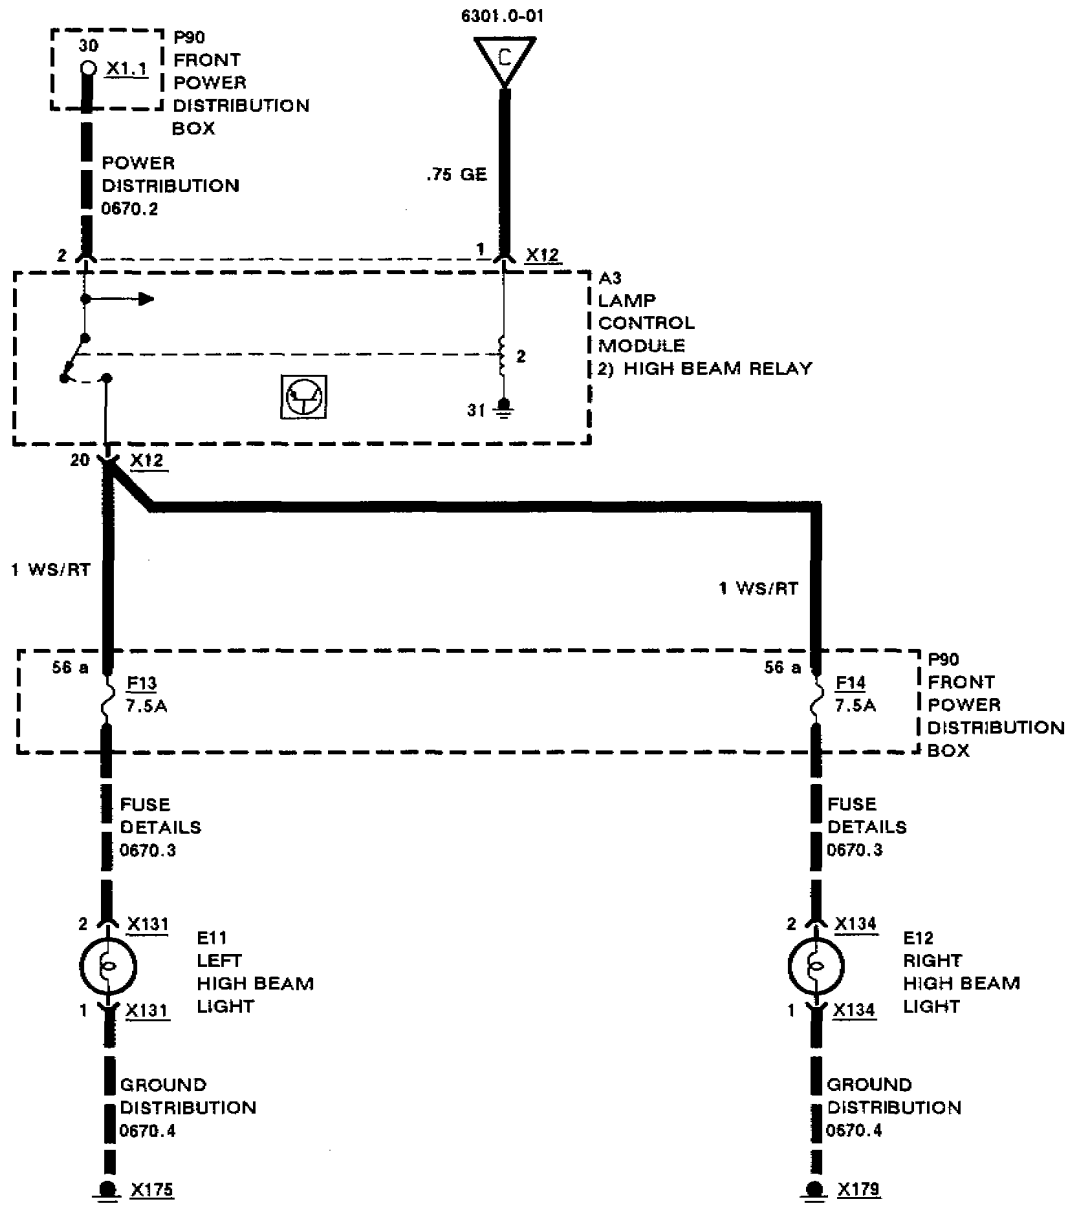 6301.0-01
C
30
X1.1
P90
FRONT
POWER
DISTRIBUTION
BOX
POWER
DISTRIBUTION
0670.2
.75 GE
2
1
X12
A3
LAMP
CONTROL
MODULE
2) HIGH BEAM RELAY
2
31
20
X12
1 WS/RT
1 WS/RT
56 a
F13
7.5A
56 a
F14
7.5A
P90
FRONT
POWER
DISTRIBUTION
BOX
FUSE
DETAILS
0670.3
FUSE
DETAILS
0670.3
2
X131
E11
LEFT
HIGH BEAM
LIGHT
1
X131
2
X134
E12
RIGHT
HIGH BEAM
LIGHT
1
X134
GROUND
DISTRIBUTION
0670.4
GROUND
DISTRIBUTION
0670.4
X175
X179